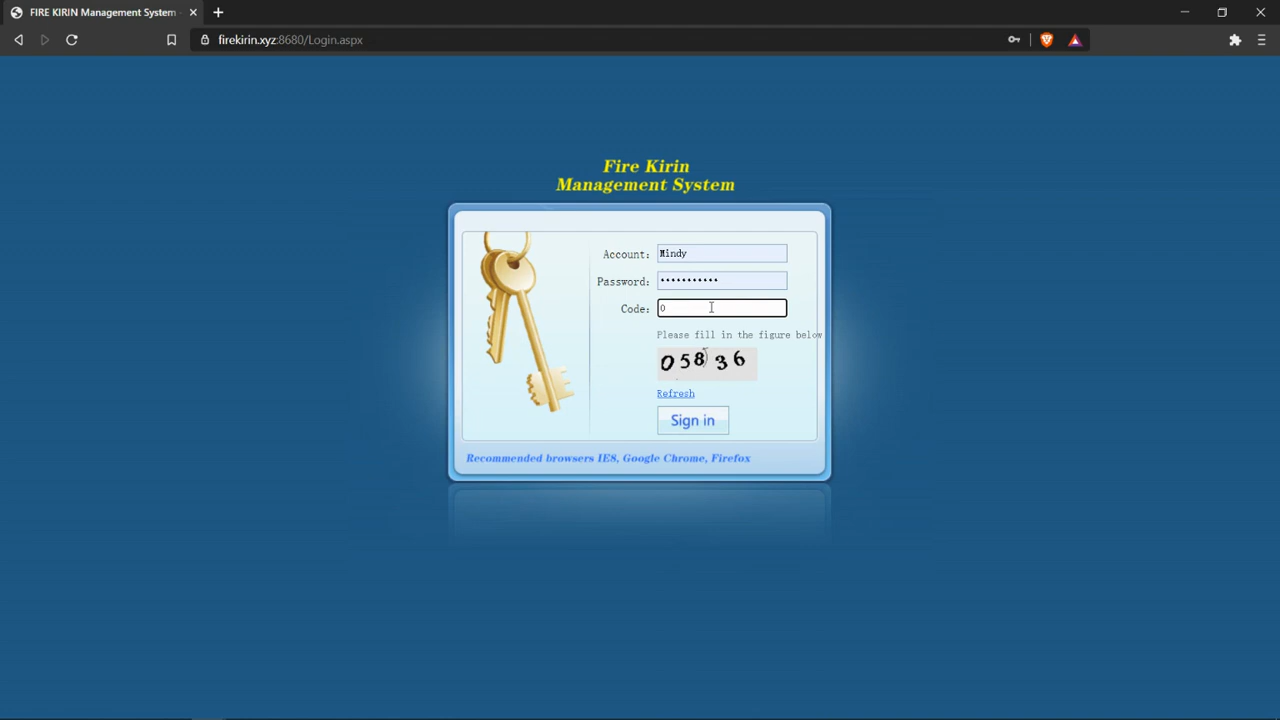 FIRE KIRIN Management System
firekirin.xyz:8680/Login.aspx
Fire Kirin
Management System
Account: Mindy
Password: •••••••••••
Code: 0
Please fill in the figure below
05836
Refresh
Sign in
Recommended browsers IE8, Google Chrome, Firefox